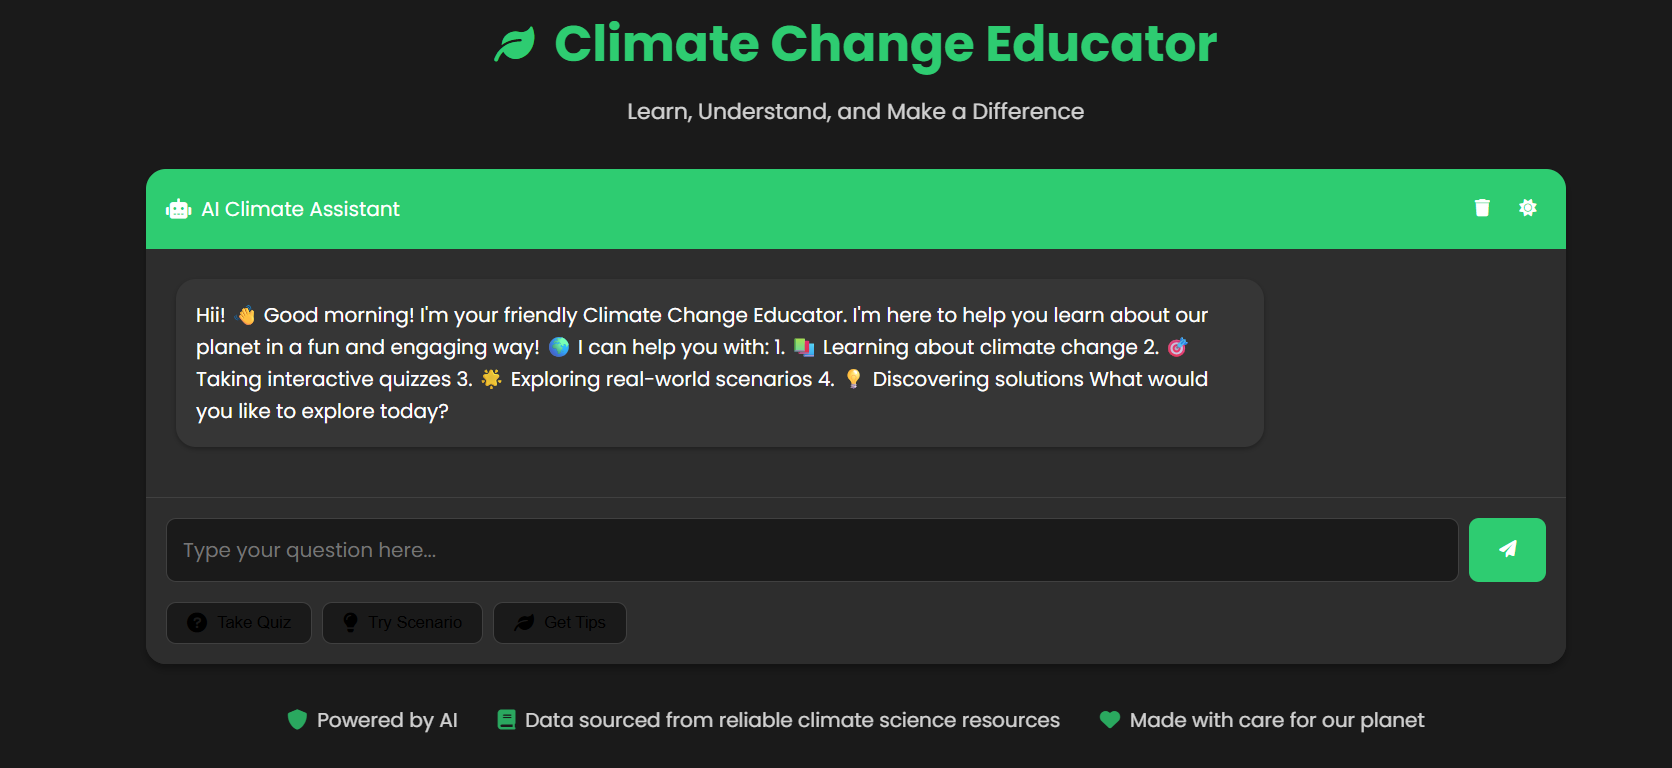 Climate Change Educator
Learn, Understand, and Make a Difference
AI Climate Assistant
Hii! 👋 Good morning! I'm your friendly Climate Change Educator. I'm here to help you learn about our
planet in a fun and engaging way! 🌍 I can help you with: 1. 📚 Learning about climate change 2. 🎯
Taking interactive quizzes 3. 🌟 Exploring real-world scenarios 4. 💡 Discovering solutions What would
you like to explore today?
Type your question here...
Take Quiz Try Scenario Get Tips
Powered by AI Data sourced from reliable climate science resources Made with care for our planet